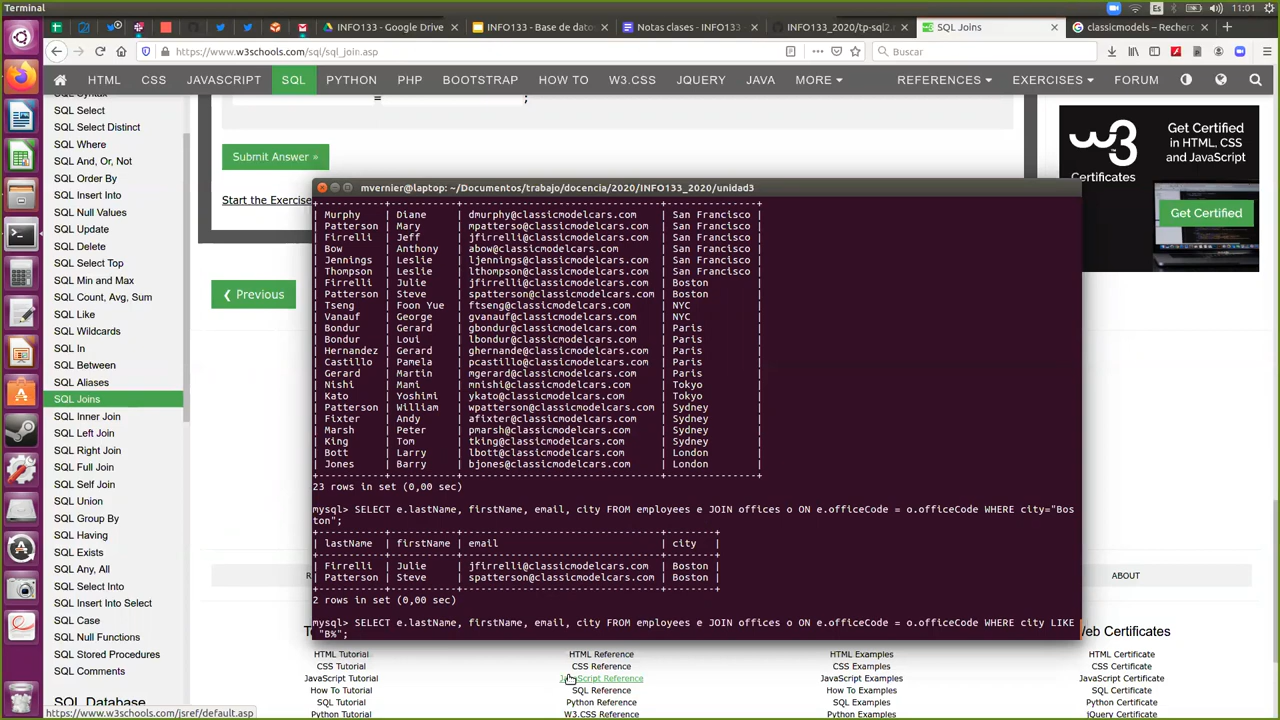 Terminal
Es
11:01
INFO133 - Google Drive
INFO133 - Base de dato
Notas clases - INFO133
INFO133_2020/tp-sql2.
SQL Joins
classicmodels – Recher
https://www.w3schools.com/sql/sql_join.asp
Buscar
HTML CSS JAVASCRIPT SQL PYTHON PHP BOOTSTRAP HOW TO W3.CSS JQUERY JAVA MORE REFERENCES EXERCISES FORUM
SQL Syntax
SQL Select
SQL Select Distinct
SQL Where
SQL And, Or, Not
SQL Order By
SQL Insert Into
SQL Null Values
SQL Update
SQL Delete
SQL Select Top
SQL Min and Max
SQL Count, Avg, Sum
SQL Like
SQL Wildcards
SQL In
SQL Between
SQL Aliases
SQL Joins
SQL Inner Join
SQL Left Join
SQL Right Join
SQL Full Join
SQL Self Join
SQL Union
SQL Group By
SQL Having
SQL Exists
SQL Any, All
SQL Select Into
SQL Insert Into Select
SQL Case
SQL Null Functions
SQL Stored Procedures
SQL Comments
SQL Database
= ;
Submit Answer »
Start the Exercise
❮ Previous
w3 schools
Certificates
Get Certified
in HTML, CSS
and JavaScript
Get Certified
mvernier@laptop: ~/Documentos/trabajo/docencia/2020/INFO133_2020/unidad3
+-----------+-----------+--------------------------------+---------------+
| Murphy | Diane | dmurphy@classicmodelcars.com | San Francisco |
| Patterson | Mary | mpatterso@classicmodelcars.com | San Francisco |
| Firrelli | Jeff | jfirrelli@classicmodelcars.com | San Francisco |
| Bow | Anthony | abow@classicmodelcars.com | San Francisco |
| Jennings | Leslie | ljennings@classicmodelcars.com | San Francisco |
| Thompson | Leslie | lthompson@classicmodelcars.com | San Francisco |
| Firrelli | Julie | jfirrelli@classicmodelcars.com | Boston |
| Patterson | Steve | spatterson@classicmodelcars.com | Boston |
| Tseng | Foon Yue | ftseng@classicmodelcars.com | NYC |
| Vanauf | George | gvanauf@classicmodelcars.com | NYC |
| Bondur | Gerard | gbondur@classicmodelcars.com | Paris |
| Bondur | Loui | lbondur@classicmodelcars.com | Paris |
| Hernandez | Gerard | ghernande@classicmodelcars.com | Paris |
| Castillo | Pamela | pcastillo@classicmodelcars.com | Paris |
| Gerard | Martin | mgerard@classicmodelcars.com | Paris |
| Nishi | Mami | mnishi@classicmodelcars.com | Tokyo |
| Kato | Yoshimi | ykato@classicmodelcars.com | Tokyo |
| Patterson | William | wpatterson@classicmodelcars.com | Sydney |
| Fixter | Andy | afixter@classicmodelcars.com | Sydney |
| Marsh | Peter | pmarsh@classicmodelcars.com | Sydney |
| King | Tom | tking@classicmodelcars.com | Sydney |
| Bott | Larry | lbott@classicmodelcars.com | London |
| Jones | Barry | bjones@classicmodelcars.com | London |
+-----------+-----------+--------------------------------+---------------+
23 rows in set (0,00 sec)
mysql> SELECT e.lastName, firstName, email, city FROM employees e JOIN offices o ON e.officeCode = o.officeCode WHERE city="Bos
ton";
+-----------+-----------+---------------------------------+--------+
| lastName | firstName | email | city |
+-----------+-----------+---------------------------------+--------+
| Firrelli | Julie | jfirrelli@classicmodelcars.com | Boston |
| Patterson | Steve | spatterson@classicmodelcars.com | Boston |
+-----------+-----------+---------------------------------+--------+
2 rows in set (0,00 sec)
mysql> SELECT e.lastName, firstName, email, city FROM employees e JOIN offices o ON e.officeCode = o.officeCode WHERE city LIKE
"B%";
ABOUT
Web Certificates
HTML Tutorial HTML Reference HTML Examples HTML Certificate
CSS Tutorial CSS Reference CSS Examples CSS Certificate
JavaScript Tutorial JavaScript Reference JavaScript Examples JavaScript Certificate
How To Tutorial SQL Reference How To Examples SQL Certificate
SQL Tutorial Python Reference SQL Examples Python Certificate
Python Tutorial W3.CSS Reference Python Examples jQuery Certificate
https://www.w3schools.com/jsref/default.asp